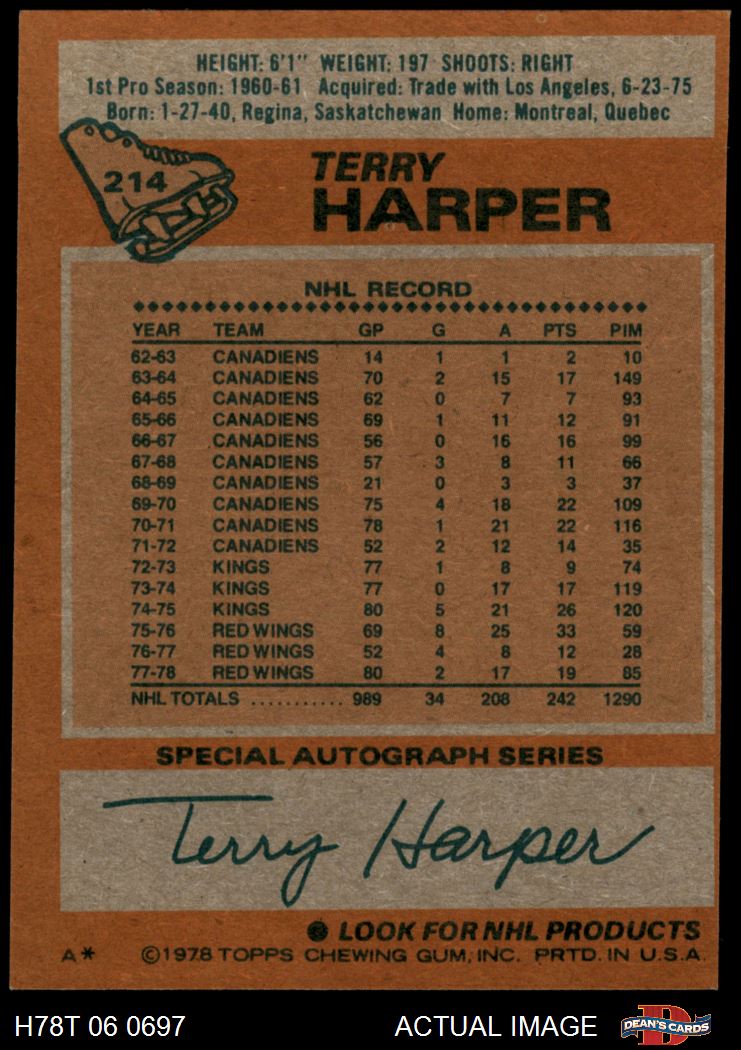 HEIGHT: 6'1" WEIGHT: 197 SHOOTS: RIGHT
1st Pro Season: 1960-61 Acquired: Trade with Los Angeles, 6-23-75
Born: 1-27-40, Regina, Saskatchewan Home: Montreal, Quebec
214
TERRY
HARPER
NHL RECORD
YEAR TEAM GP G A PTS PIM
62-63 CANADIENS 14 1 1 2 10
63-64 CANADIENS 70 2 15 17 149
64-65 CANADIENS 62 0 7 7 93
65-66 CANADIENS 69 1 11 12 91
66-67 CANADIENS 56 0 16 16 99
67-68 CANADIENS 57 3 8 11 66
68-69 CANADIENS 21 0 3 3 37
69-70 CANADIENS 75 4 18 22 109
70-71 CANADIENS 78 1 21 22 116
71-72 CANADIENS 52 2 12 14 35
72-73 KINGS 77 1 8 9 74
73-74 KINGS 77 0 17 17 119
74-75 KINGS 80 5 21 26 120
75-76 RED WINGS 69 8 25 33 59
76-77 RED WINGS 52 4 8 12 28
77-78 RED WINGS 80 2 17 19 85
NHL TOTALS ........... 989 34 208 242 1290
SPECIAL AUTOGRAPH SERIES
Terry Harper
LOOK FOR NHL PRODUCTS
A* ©1978 TOPPS CHEWING GUM, INC. PRTD. IN U.S.A.
H78T 06 0697 ACTUAL IMAGE
D
DEAN'S CARDS